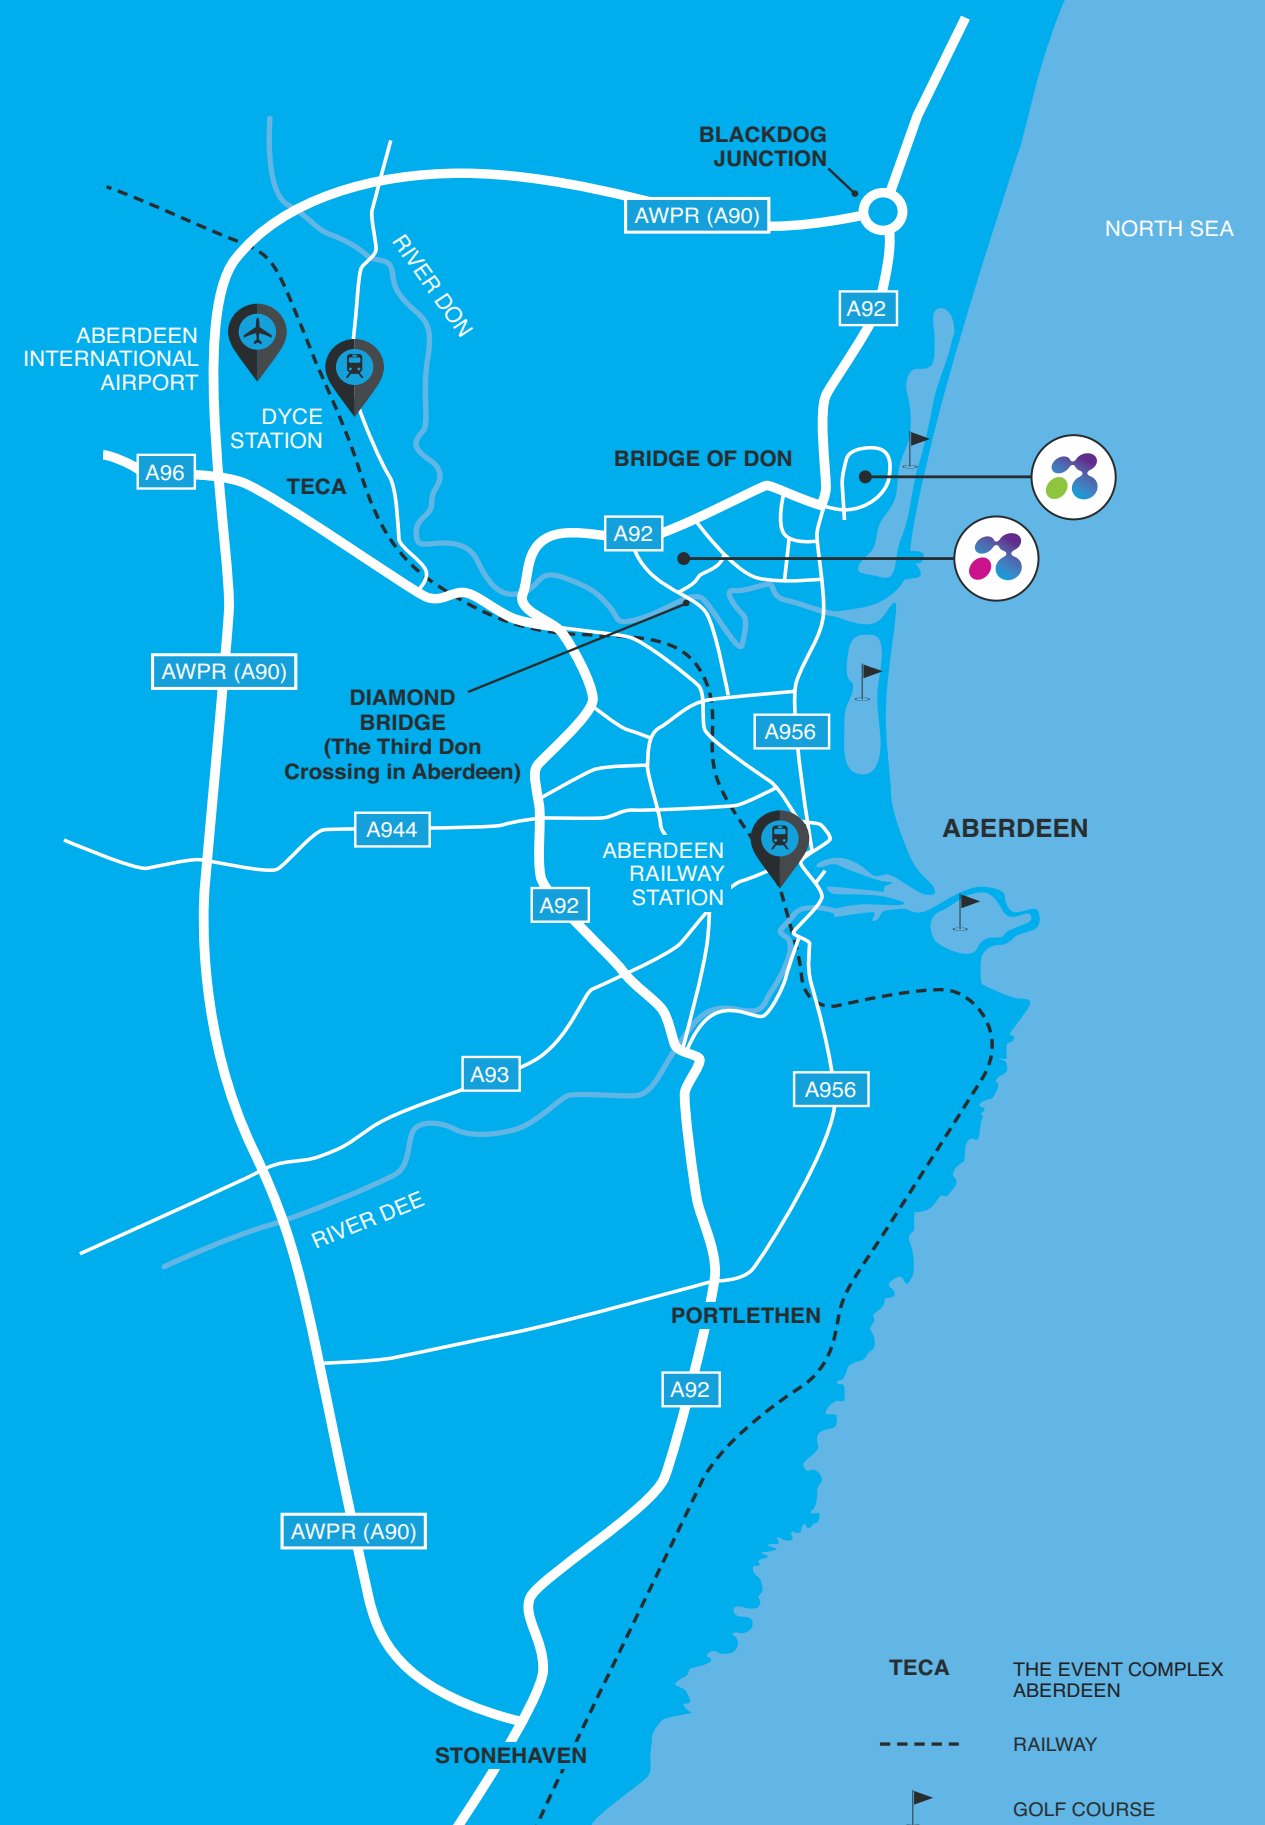 BLACKDOG
JUNCTION
AWPR (A90)
NORTH SEA
RIVER DON
A92
ABERDEEN
INTERNATIONAL
AIRPORT
DYCE
STATION
A96
TECA
BRIDGE OF DON
A92
AWPR (A90)
DIAMOND
BRIDGE
(The Third Don
Crossing in Aberdeen)
A956
A944
ABERDEEN
ABERDEEN
RAILWAY
STATION
A92
A93
A956
RIVER DEE
PORTLETHEN
A92
AWPR (A90)
TECA
THE EVENT COMPLEX
ABERDEEN
RAILWAY
STONEHAVEN
GOLF COURSE